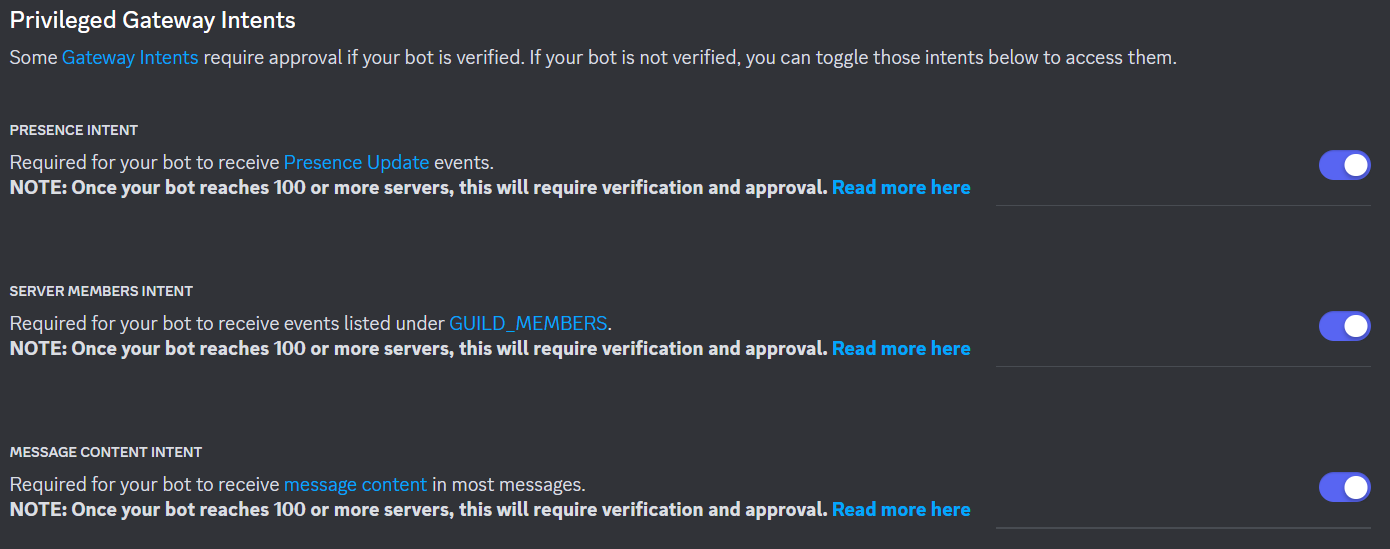 Privileged Gateway Intents
Some Gateway Intents require approval if your bot is verified. If your bot is not verified, you can toggle those intents below to access them.
PRESENCE INTENT
Required for your bot to receive Presence Update events.
NOTE: Once your bot reaches 100 or more servers, this will require verification and approval. Read more here
SERVER MEMBERS INTENT
Required for your bot to receive events listed under GUILD_MEMBERS.
NOTE: Once your bot reaches 100 or more servers, this will require verification and approval. Read more here
MESSAGE CONTENT INTENT
Required for your bot to receive message content in most messages.
NOTE: Once your bot reaches 100 or more servers, this will require verification and approval. Read more here